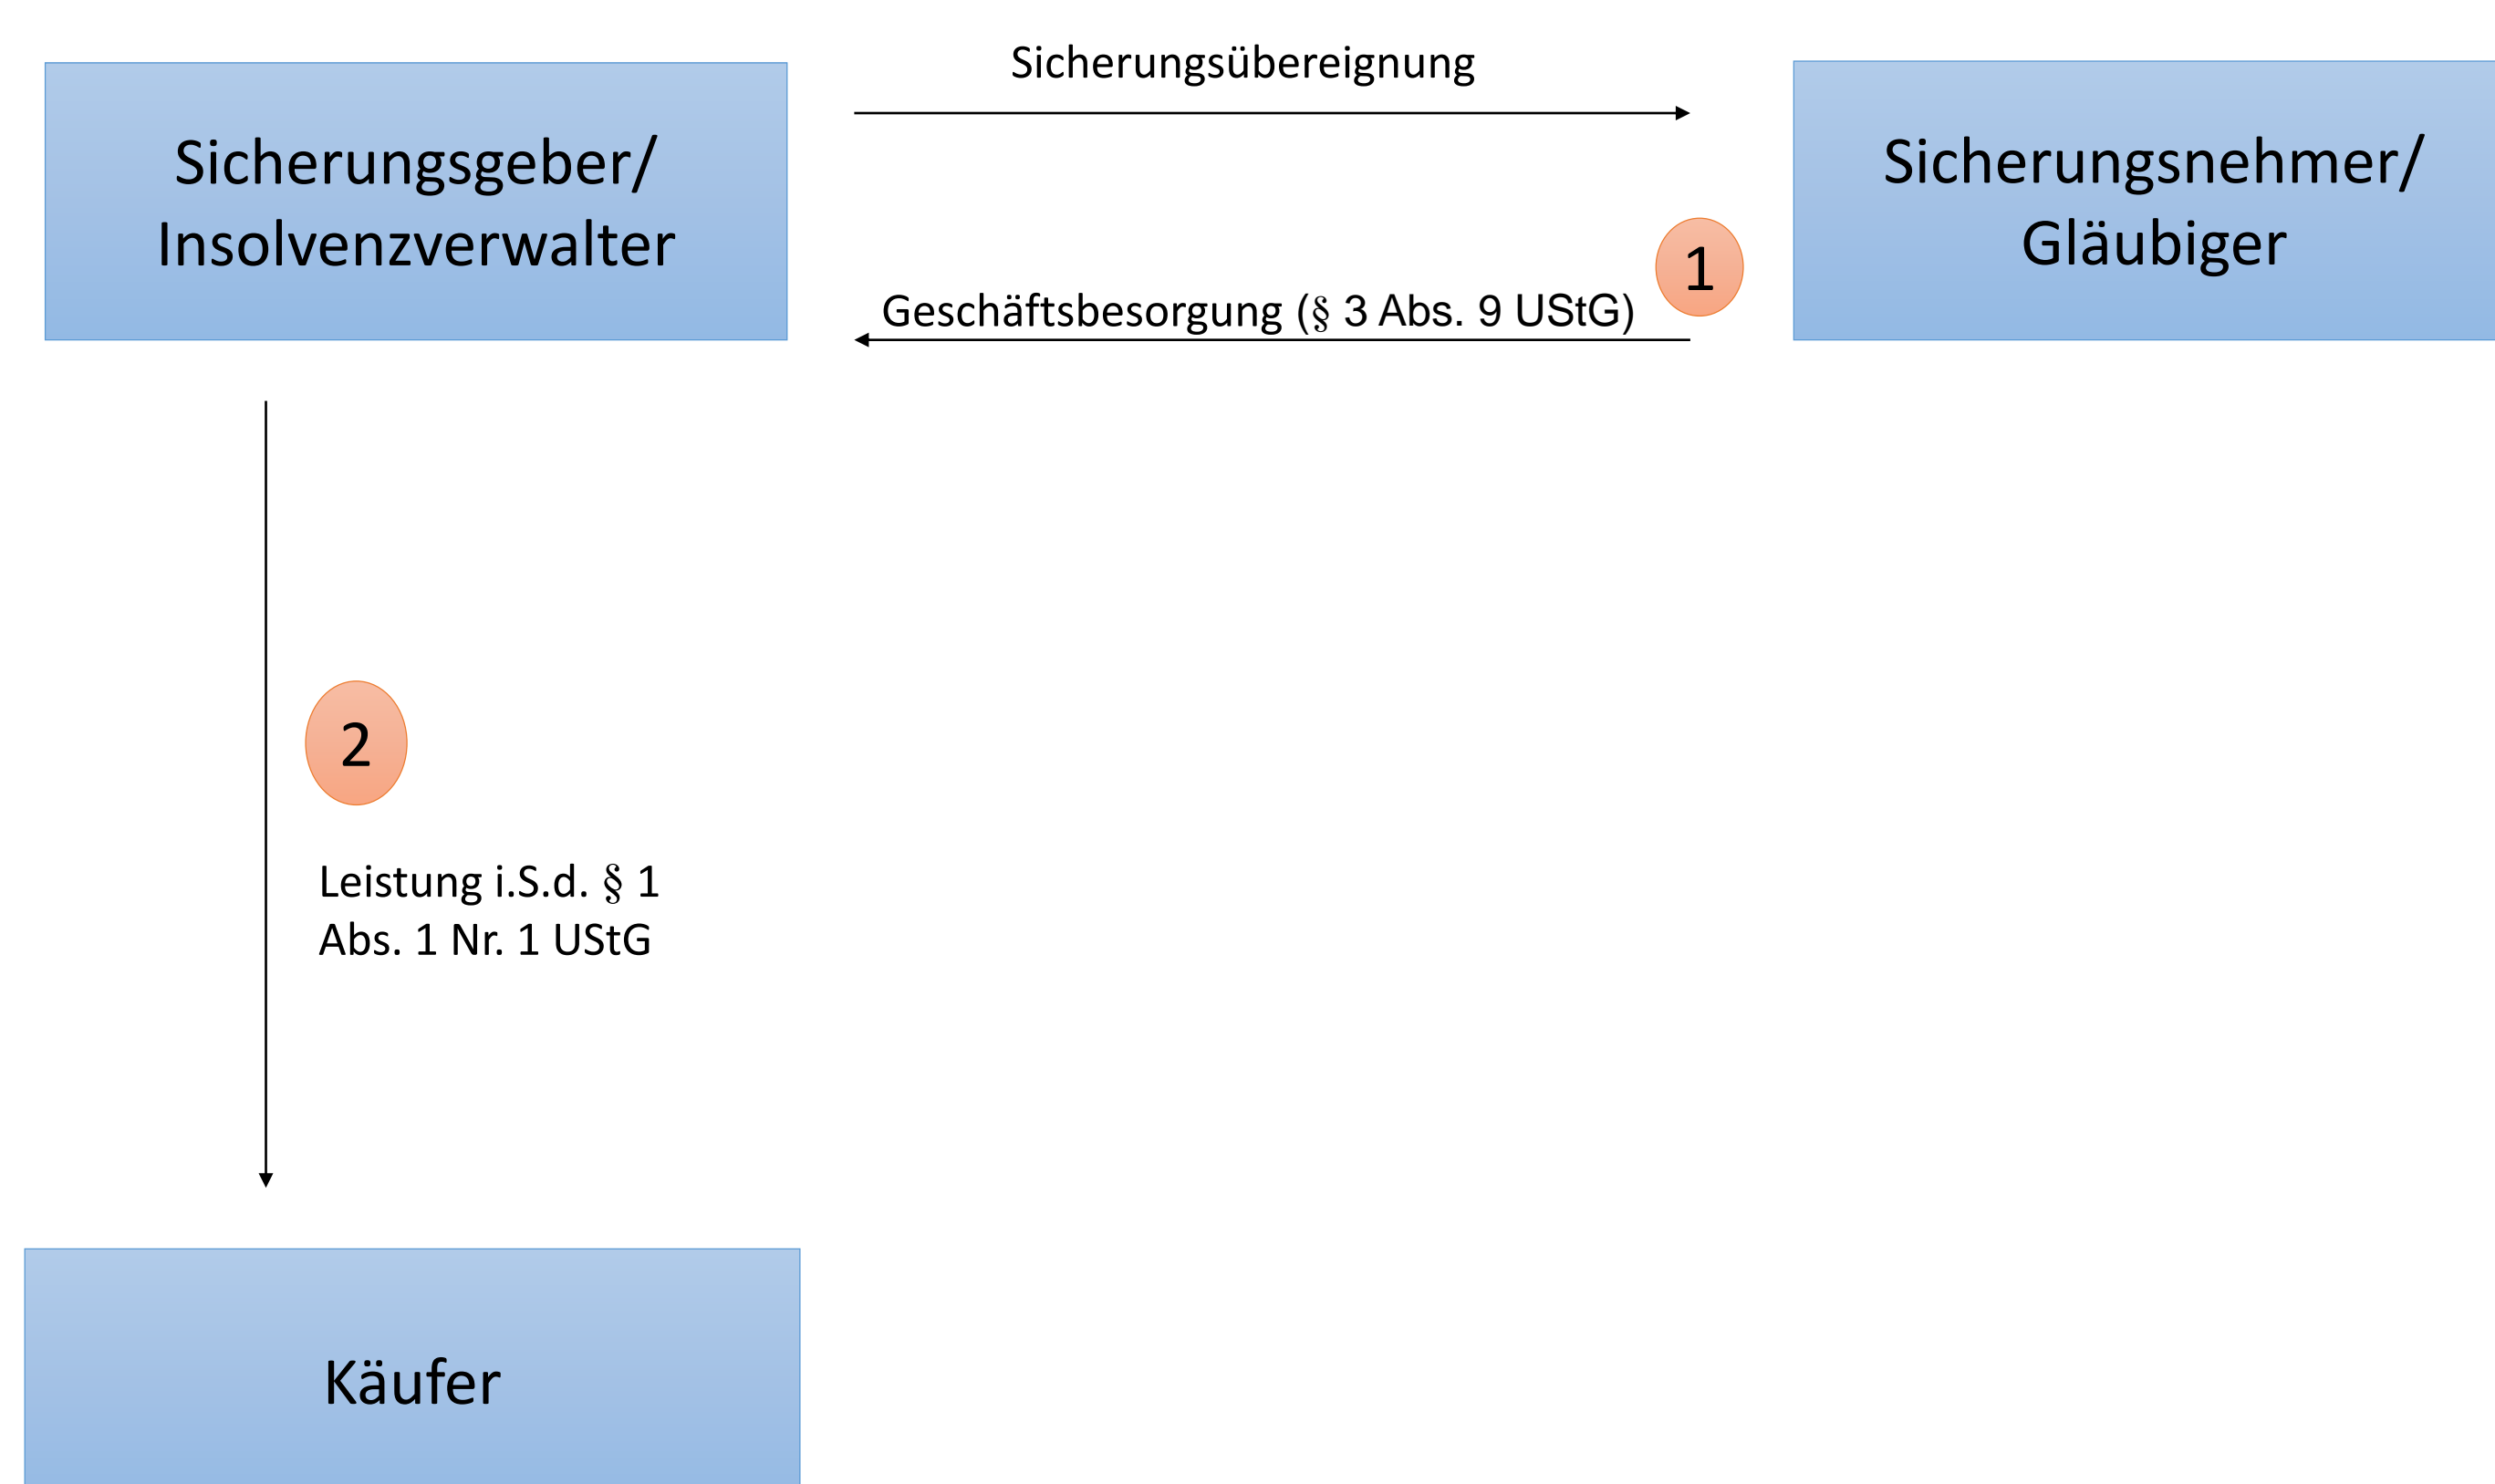 Sicherungsübereignung
Sicherungsgeber/
Insolvenzverwalter
Sicherungsnehmer/
Gläubiger
1
Geschäftsbesorgung (§ 3 Abs. 9 UStG)
2
Leistung i.S.d. § 1
Abs. 1 Nr. 1 UStG
Käufer